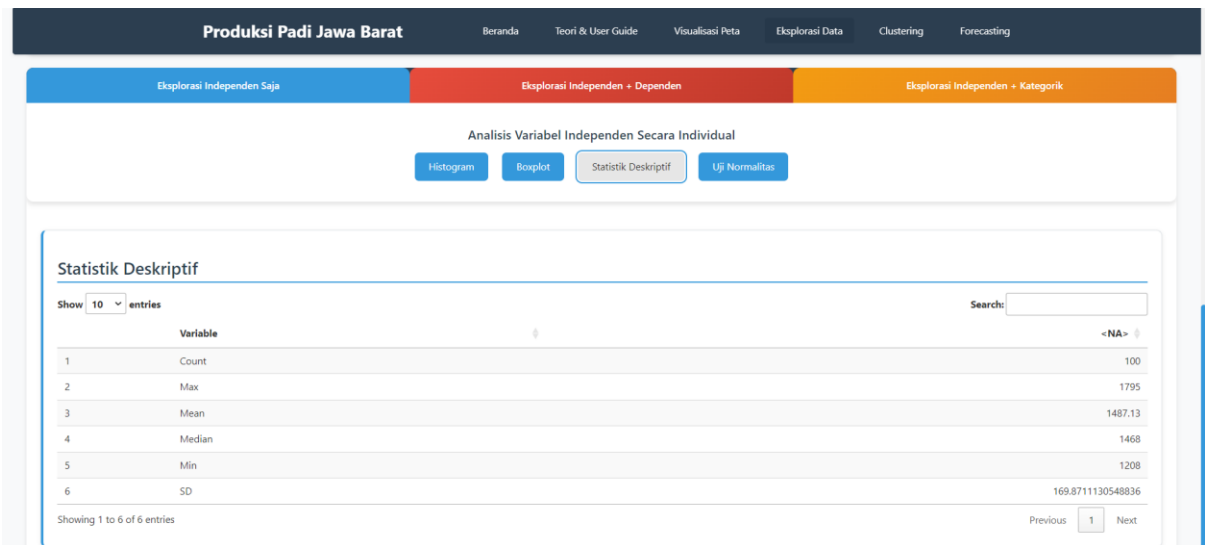 Produksi Padi Jawa Barat Beranda Teori & User Guide Visualisasi Peta Eksplorasi Data Clustering Forecasting
Eksplorasi Independen Saja Eksplorasi Independen + Dependen Eksplorasi Independen + Kategorik
Analisis Variabel Independen Secara Individual
Histogram Boxplot Statistik Deskriptif Uji Normalitas
Statistik Deskriptif
Show 10 entries Search:
Variable <NA>
1 Count 100
2 Max 1795
3 Mean 1487.13
4 Median 1468
5 Min 1208
6 SD 169.8711130548836
Showing 1 to 6 of 6 entries Previous 1 Next